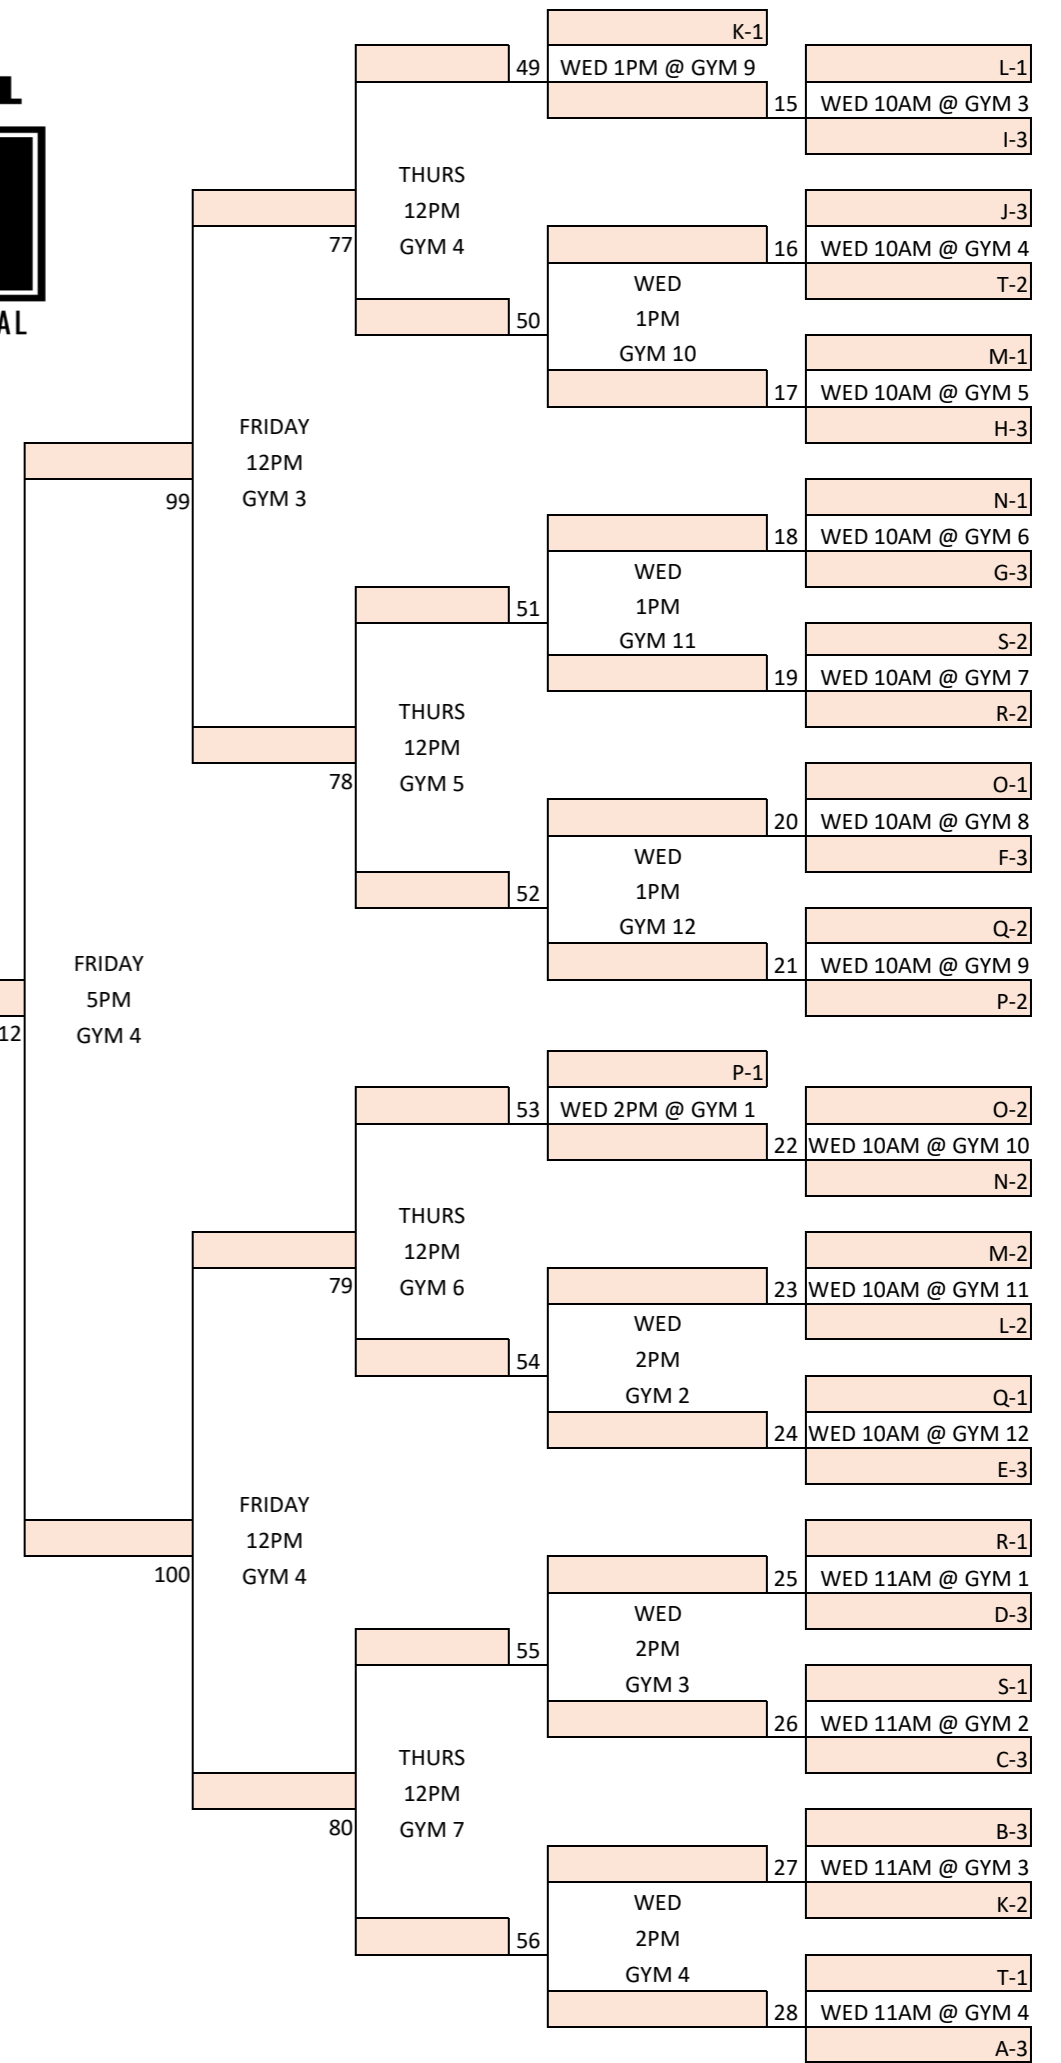 K-1
49
WED 1PM @ GYM 9
L-1
15
WED 10AM @ GYM 3
I-3
THURS
12PM
GYM 4
77
J-3
16
WED 10AM @ GYM 4
T-2
WED
1PM
GYM 10
50
M-1
17
WED 10AM @ GYM 5
H-3
FRIDAY
12PM
GYM 3
99
N-1
18
WED 10AM @ GYM 6
G-3
WED
1PM
GYM 11
51
S-2
19
WED 10AM @ GYM 7
R-2
THURS
12PM
GYM 5
78
O-1
20
WED 10AM @ GYM 8
F-3
WED
1PM
GYM 12
52
Q-2
21
WED 10AM @ GYM 9
P-2
FRIDAY
5PM
GYM 4
12
P-1
53
WED 2PM @ GYM 1
O-2
22
WED 10AM @ GYM 10
N-2
THURS
12PM
GYM 6
79
M-2
23
WED 10AM @ GYM 11
L-2
WED
2PM
GYM 2
54
Q-1
24
WED 10AM @ GYM 12
E-3
FRIDAY
12PM
GYM 4
100
R-1
25
WED 11AM @ GYM 1
D-3
WED
2PM
GYM 3
55
S-1
26
WED 11AM @ GYM 2
C-3
THURS
12PM
GYM 7
80
B-3
27
WED 11AM @ GYM 3
K-2
WED
2PM
GYM 4
56
T-1
28
WED 11AM @ GYM 4
A-3